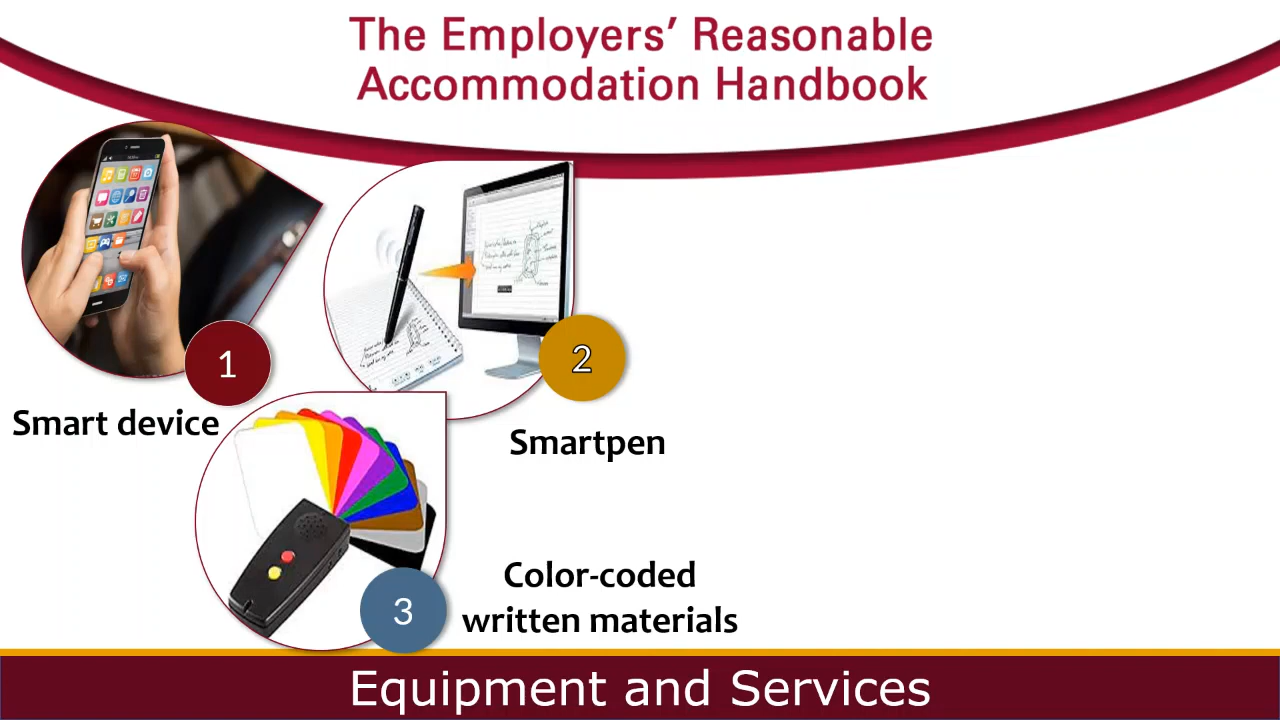 The Employers’ Reasonable
Accommodation Handbook
1
Smart device
2
Smartpen
3
Color-coded
written materials
Equipment and Services